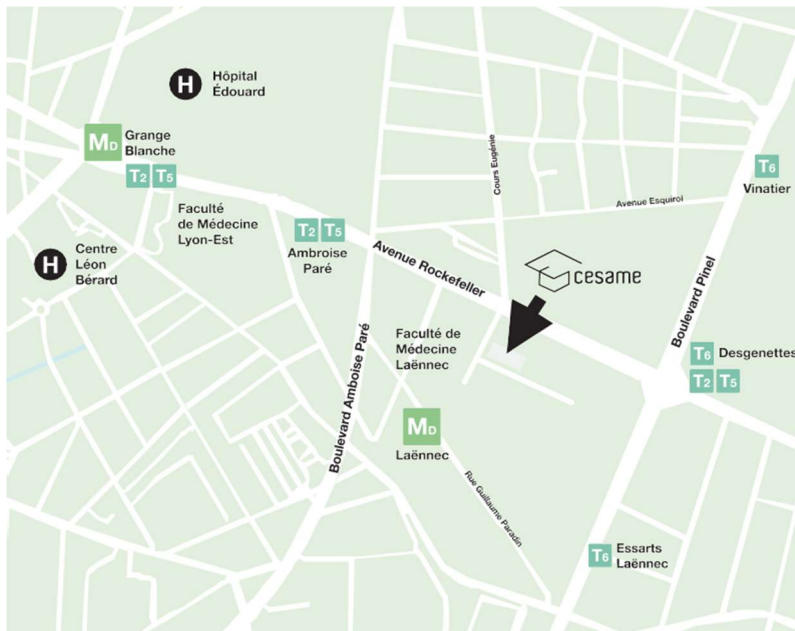 H
Hôpital
Édouard
MD
Grange
Blanche
T2 T5
T6
Vinatier
Cours Eugénie
Avenue Esquirol
Faculté
de Médecine
Lyon-Est
T2 T5
Ambroise
Paré
H
Centre
Léon
Bérard
Avenue Rockefeller
cesame
Boulevard Pinel
Faculté de
Médecine
Laënnec
Boulevard Amboise Paré
T6 Desgenettes
T2 T5
MD
Laënnec
Rue Guillaume Paradin
T6 Essarts
Laënnec